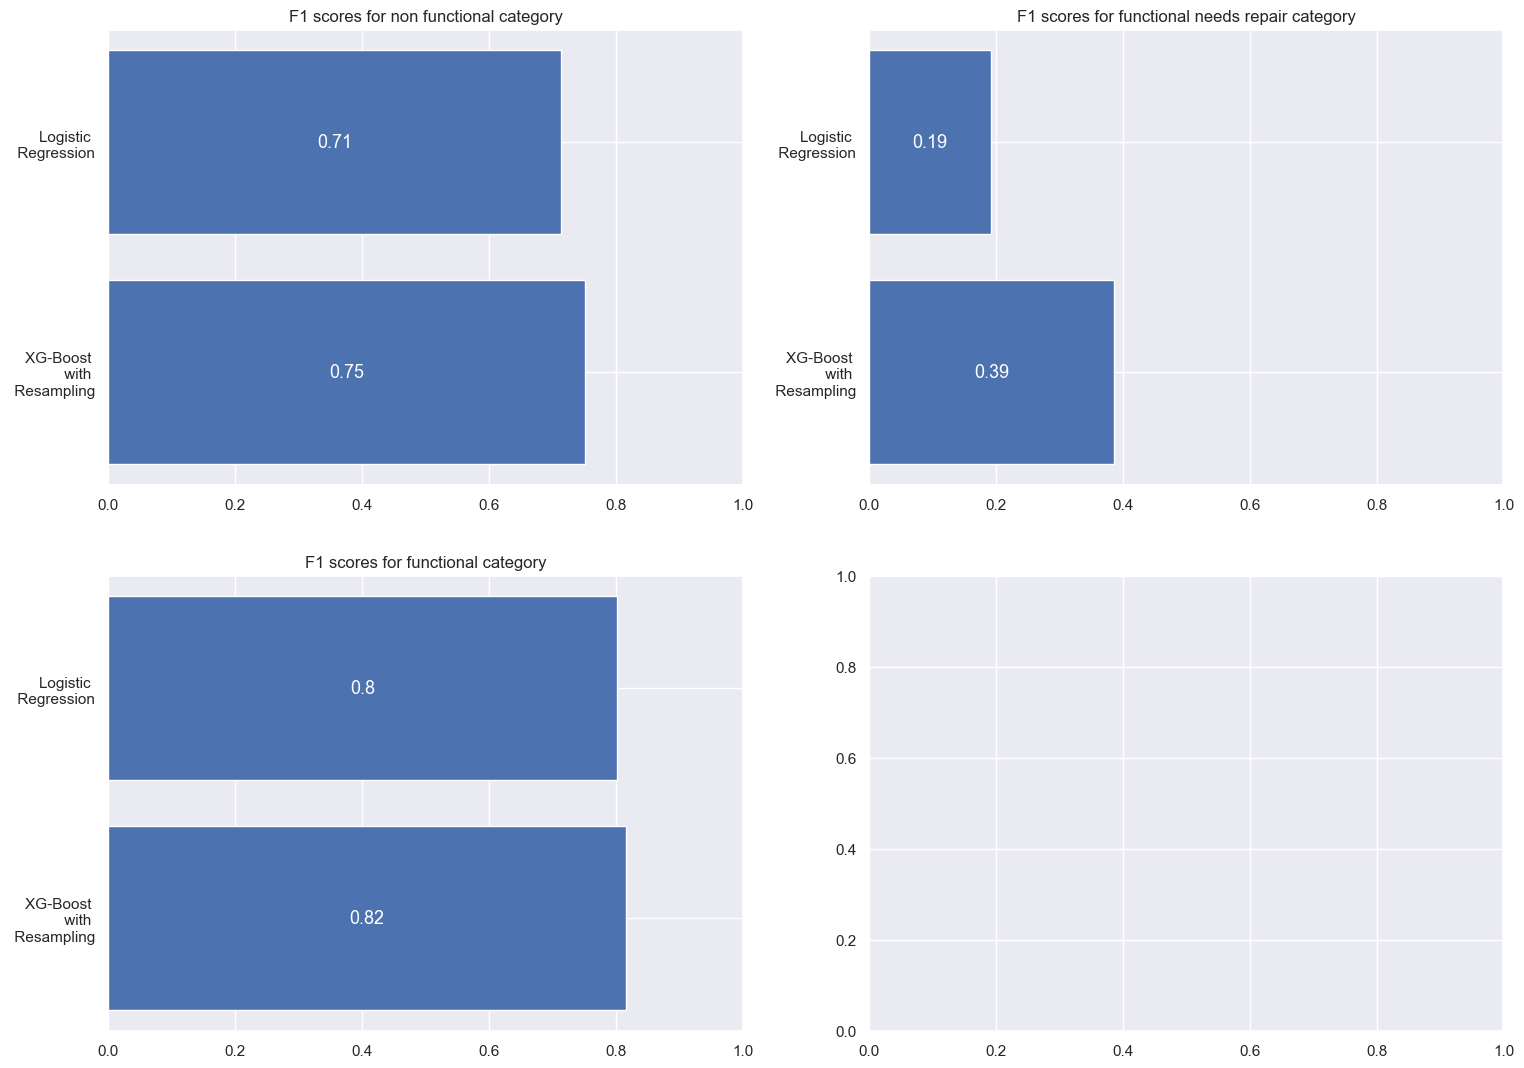 F1 scores for non functional category
Logistic
Regression
0.71
XG-Boost
with
Resampling
0.75
0.0 0.2 0.4 0.6 0.8 1.0
F1 scores for functional needs repair category
Logistic
Regression
0.19
XG-Boost
with
Resampling
0.39
0.0 0.2 0.4 0.6 0.8 1.0
F1 scores for functional category
Logistic
Regression
0.8
XG-Boost
with
Resampling
0.82
0.0 0.2 0.4 0.6 0.8 1.0
1.0
0.8
0.6
0.4
0.2
0.0
0.0 0.2 0.4 0.6 0.8 1.0